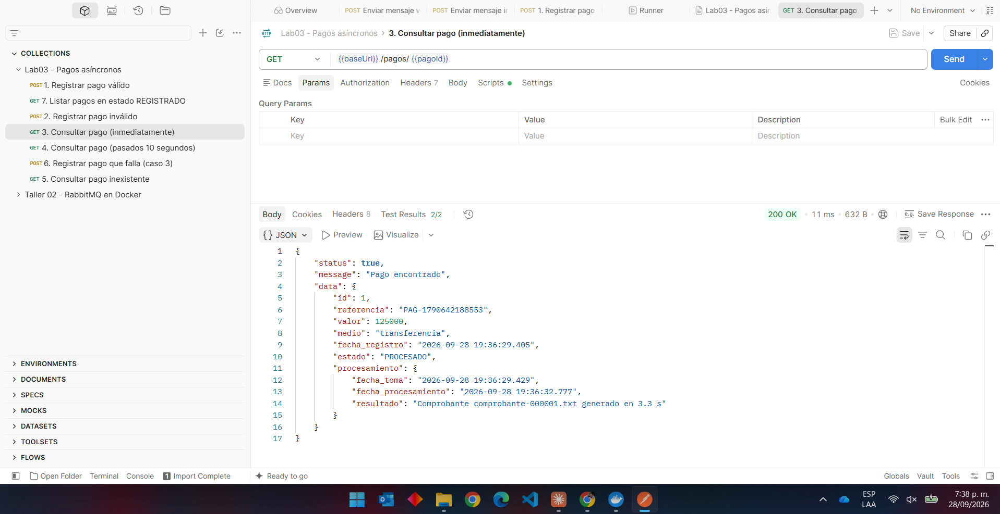 Overview
POST Enviar mensaje v
POST Enviar mensaje ir
POST 1. Registrar pago
Runner
Lab03 - Pagos asín
GET 3. Consultar pago
No Environment
HTTP Lab03 - Pagos asíncronos > 3. Consultar pago (inmediatamente)
Save
Share
COLLECTIONS
Lab03 - Pagos asíncronos
POST 1. Registrar pago válido
GET 7. Listar pagos en estado REGISTRADO
POST 2. Registrar pago inválido
GET 3. Consultar pago (inmediatamente)
GET 4. Consultar pago (pasados 10 segundos)
POST 6. Registrar pago que falla (caso 3)
GET 5. Consultar pago inexistente
Taller 02 - RabbitMQ en Docker
ENVIRONMENTS
DOCUMENTS
SPECS
MOCKS
DATASETS
TOOLSETS
FLOWS
GET {{baseUrl}} /pagos/ {{pagoId}}
Send
Docs Params Authorization Headers 7 Body Scripts Settings Cookies
Query Params
Key Value Description Bulk Edit
Key Value Description
Body Cookies Headers 8 Test Results 2/2
200 OK 11 ms 632 B e.g. Save Response
{} JSON Preview Visualize
1 {
2 "status": true,
3 "message": "Pago encontrado",
4 "data": {
5 "id": 1,
6 "referencia": "PAG-1790642188553",
7 "valor": 125000,
8 "medio": "transferencia",
9 "fecha_registro": "2026-09-28 19:36:29.405",
10 "estado": "PROCESADO",
11 "procesamiento": {
12 "fecha_toma": "2026-09-28 19:36:29.429",
13 "fecha_procesamiento": "2026-09-28 19:36:32.777",
14 "resultado": "Comprobante comprobante-000001.txt generado en 3.3 s"
15 }
16 }
17 }
Open Folder Terminal Console 1 Import Complete
Ready to go
Globals Vault Tools
ESP
LAA
7:38 p. m.
28/09/2026